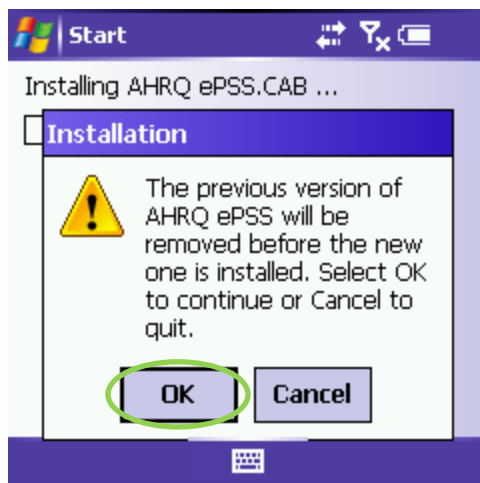 Start
Installing AHRQ ePSS.CAB ...
Installation
The previous version of
AHRQ ePSS will be
removed before the new
one is installed. Select OK
to continue or Cancel to
quit.
OK Cancel